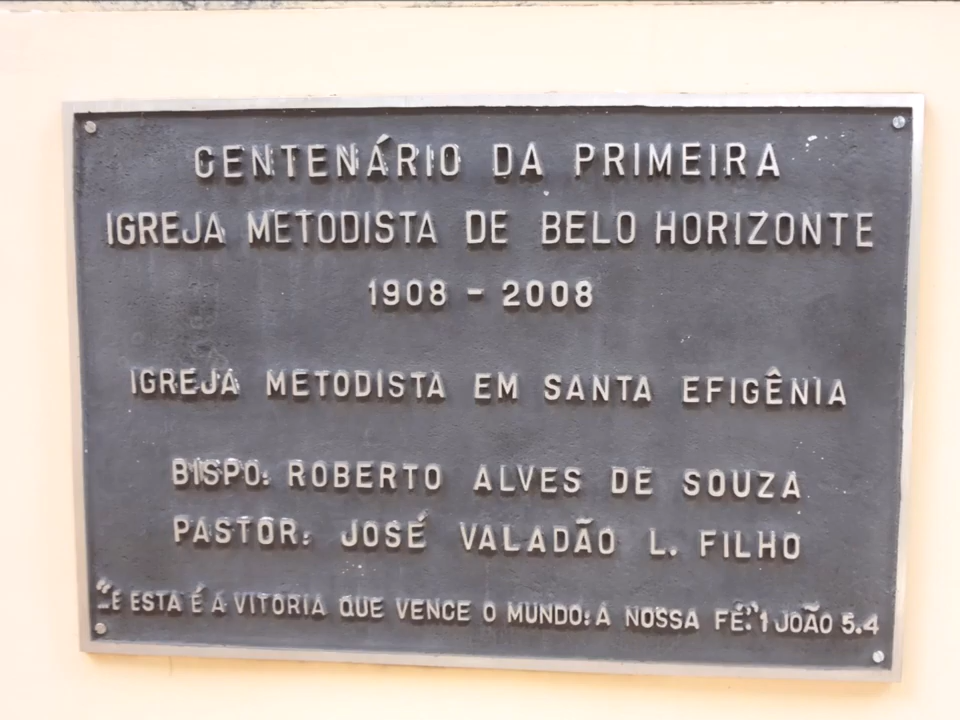 CENTENÁRIO DA PRIMEIRA
IGREJA METODISTA DE BELO HORIZONTE
1908 - 2008
IGREJA METODISTA EM SANTA EFIGÊNIA
BISPO: ROBERTO ALVES DE SOUZA
PASTOR: JOSÉ VALADÃO L. FILHO
"E ESTA É A VITORIA QUE VENCE O MUNDO: A NOSSA FÉ." 1 JOÃO 5.4